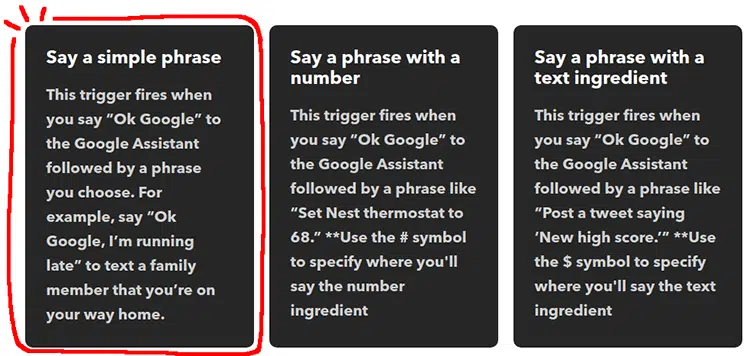 Say a simple phrase
This trigger fires when
you say “Ok Google” to
the Google Assistant
followed by a phrase
you choose. For
example, say “Ok
Google, I’m running
late” to text a family
member that you’re on
your way home.
Say a phrase with a
number
This trigger fires when
you say “Ok Google” to
the Google Assistant
followed by a phrase like
“Set Nest thermostat to
68.” **Use the # symbol
to specify where you'll
say the number
ingredient
Say a phrase with a
text ingredient
This trigger fires when
you say “Ok Google” to
the Google Assistant
followed by a phrase like
“Post a tweet saying
‘New high score.’” **Use
the $ symbol to specify
where you'll say the text
ingredient